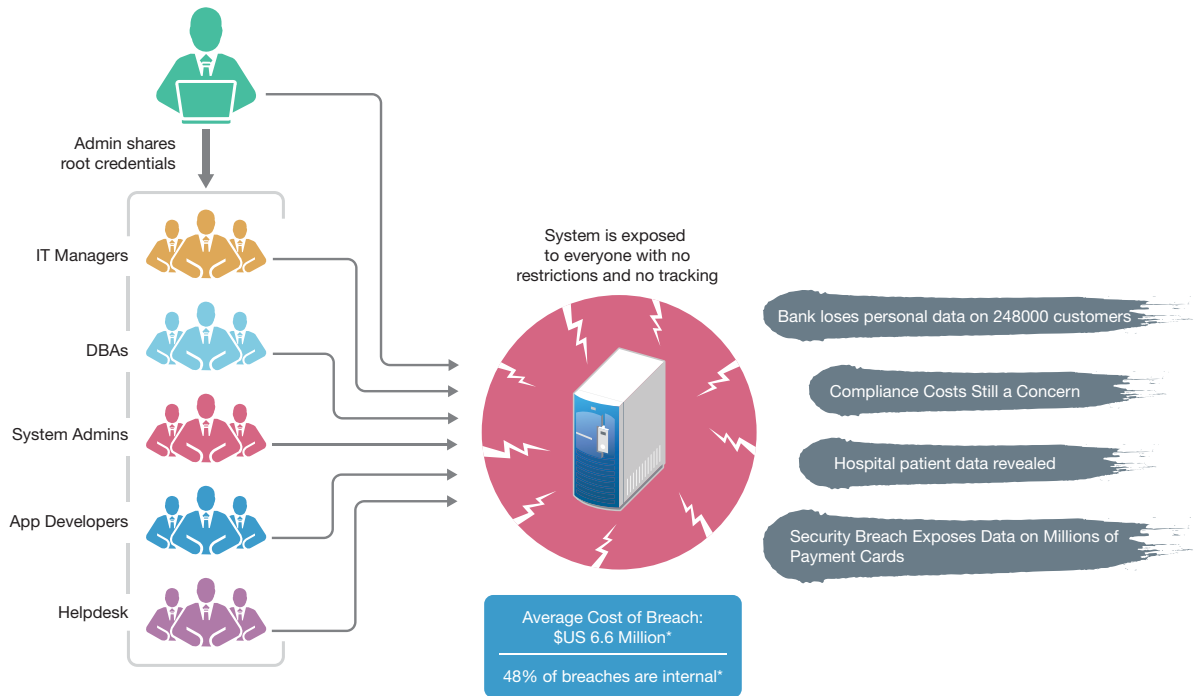 Admin shares
root credentials
IT Managers
DBAs
System Admins
App Developers
Helpdesk
System is exposed
to everyone with no
restrictions and no tracking
Average Cost of Breach:
$US 6.6 Million*
48% of breaches are internal*
Bank loses personal data on 248000 customers
Compliance Costs Still a Concern
Hospital patient data revealed
Security Breach Exposes Data on Millions of
Payment Cards